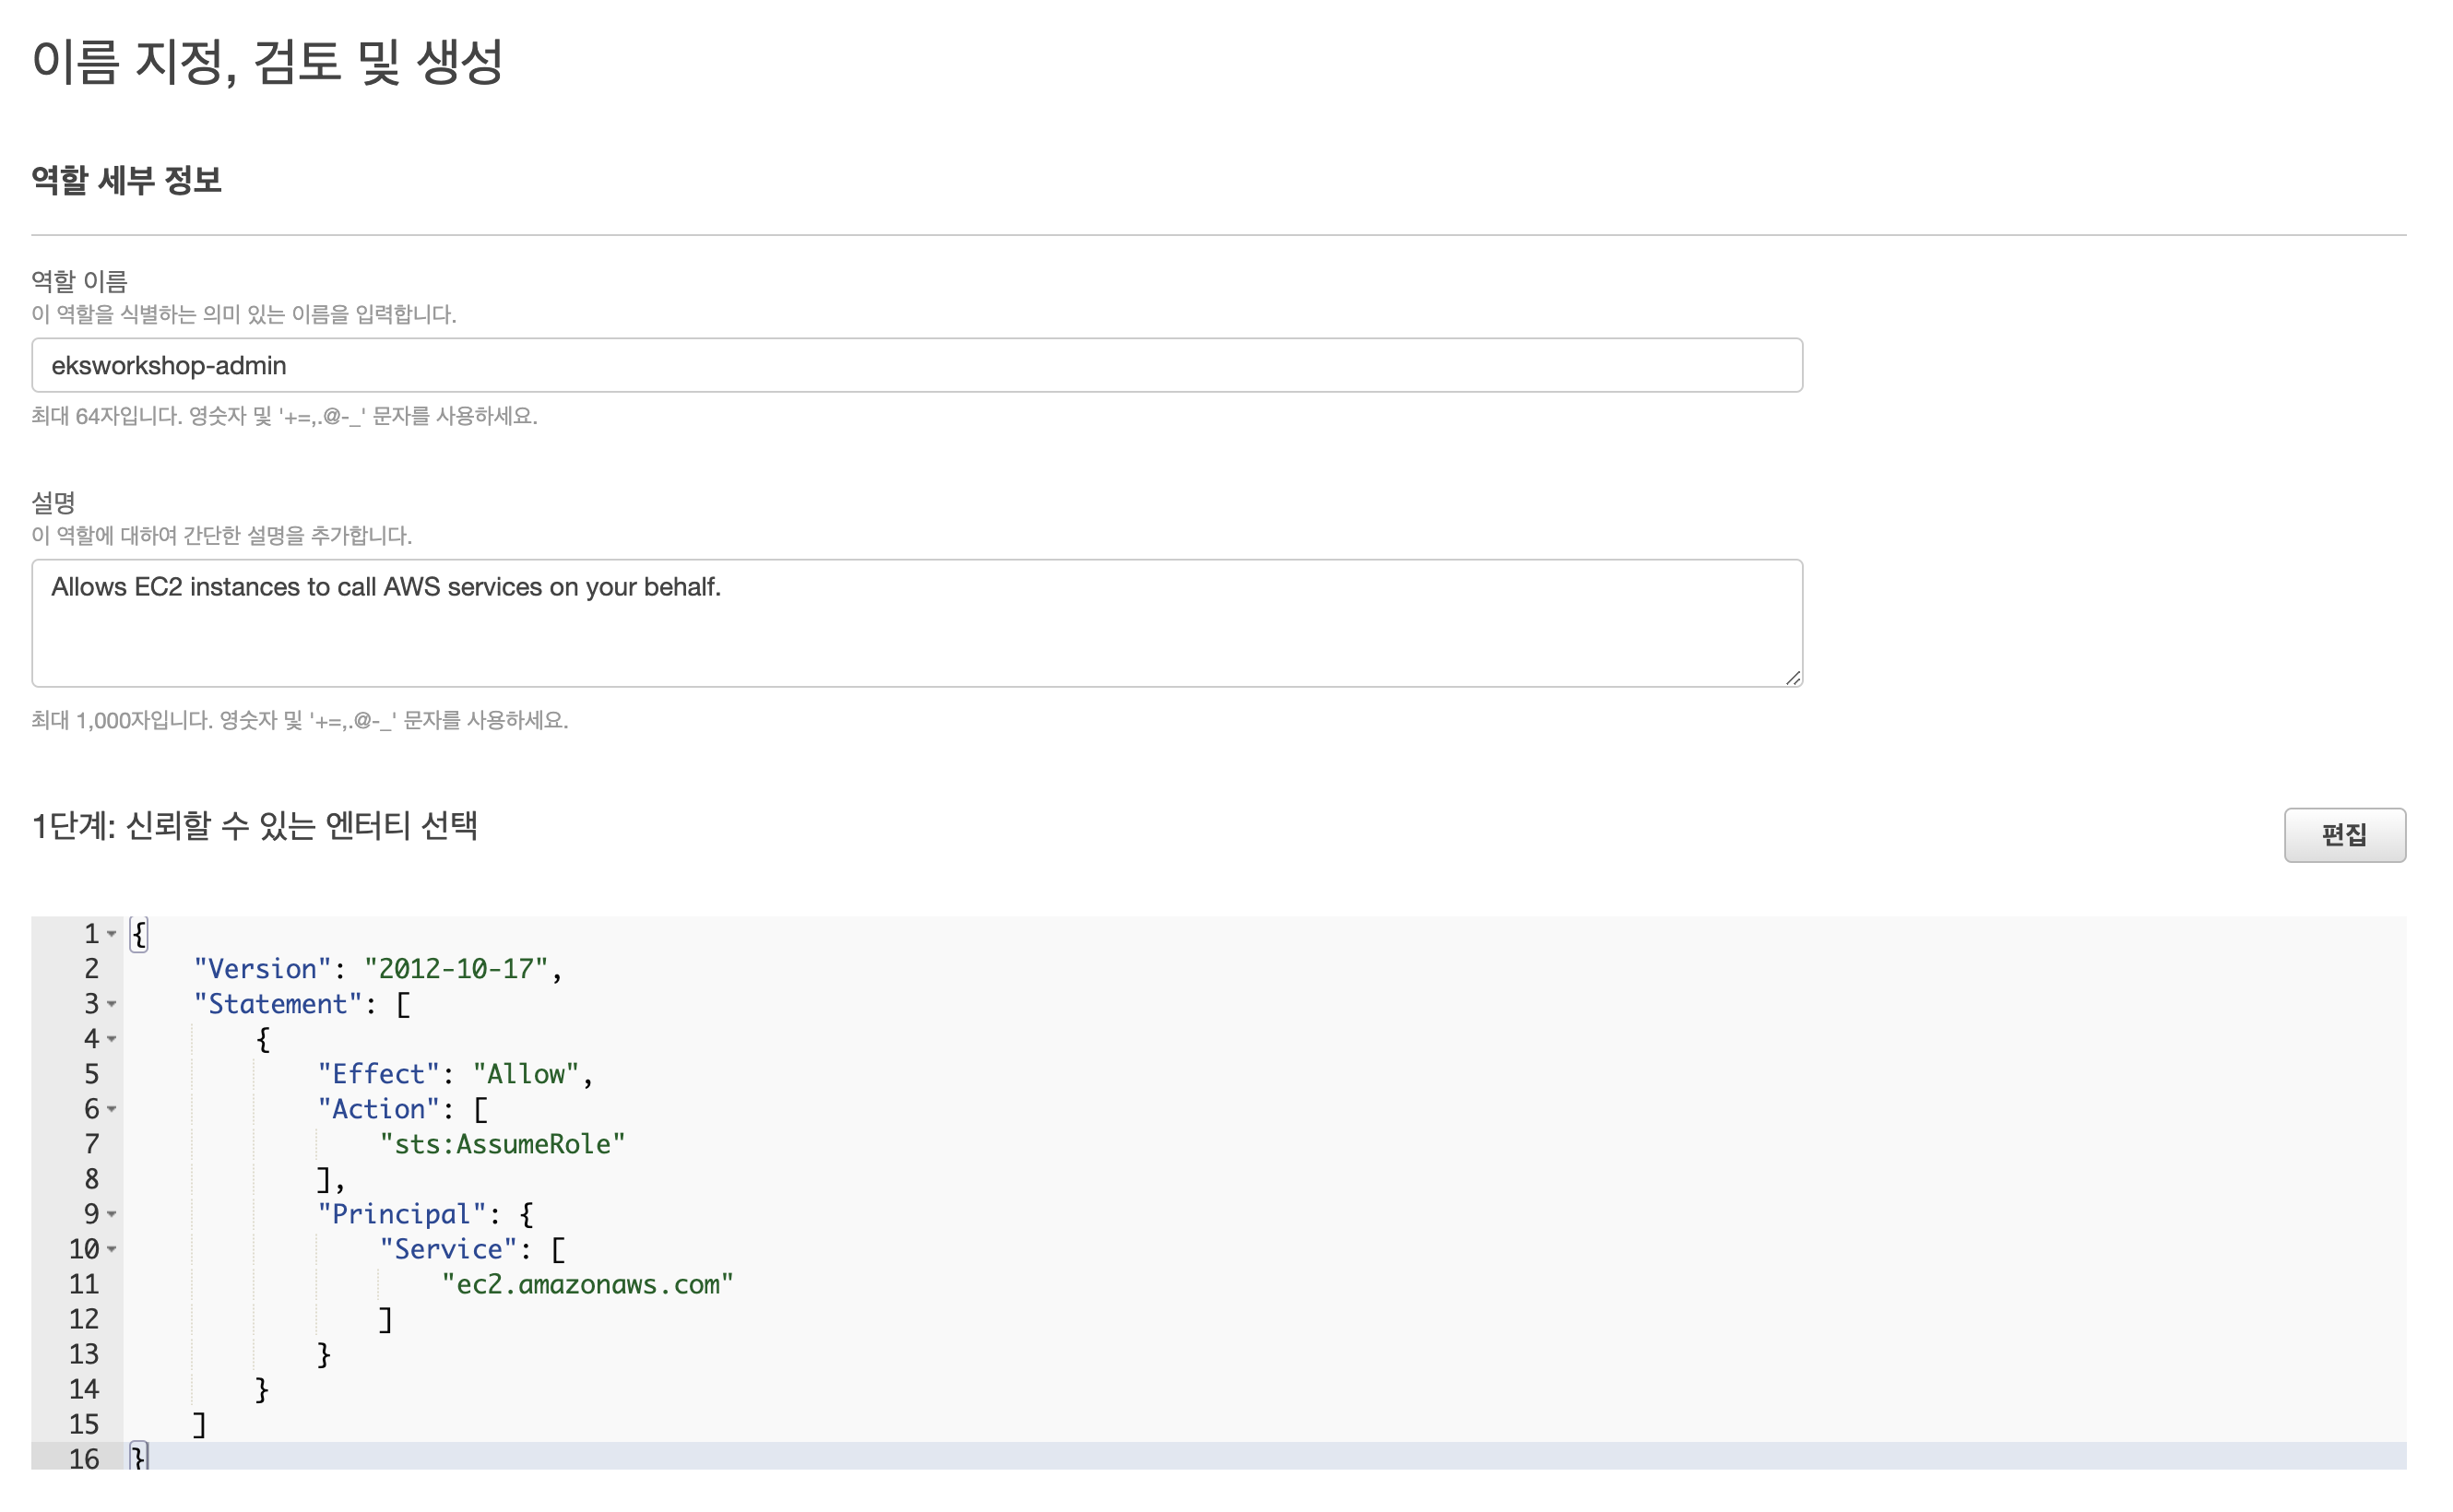 이름 지정, 검토 및 생성
역할 세부 정보
역할 이름
이 역할을 식별하는 의미 있는 이름을 입력합니다.
eksworkshop-admin
최대 64자입니다. 영숫자 및 '+=,.@-_' 문자를 사용하세요.
설명
이 역할에 대하여 간단한 설명을 추가합니다.
Allows EC2 instances to call AWS services on your behalf.
최대 1,000자입니다. 영숫자 및 '+=,.@-_' 문자를 사용하세요.
1단계: 신뢰할 수 있는 엔터티 선택
편집
1 {
2     "Version": "2012-10-17",
3     "Statement": [
4         {
5             "Effect": "Allow",
6             "Action": [
7                 "sts:AssumeRole"
8             ],
9             "Principal": {
10                 "Service": [
11                     "ec2.amazonaws.com"
12                 ]
13             }
14         }
15     ]
16 }